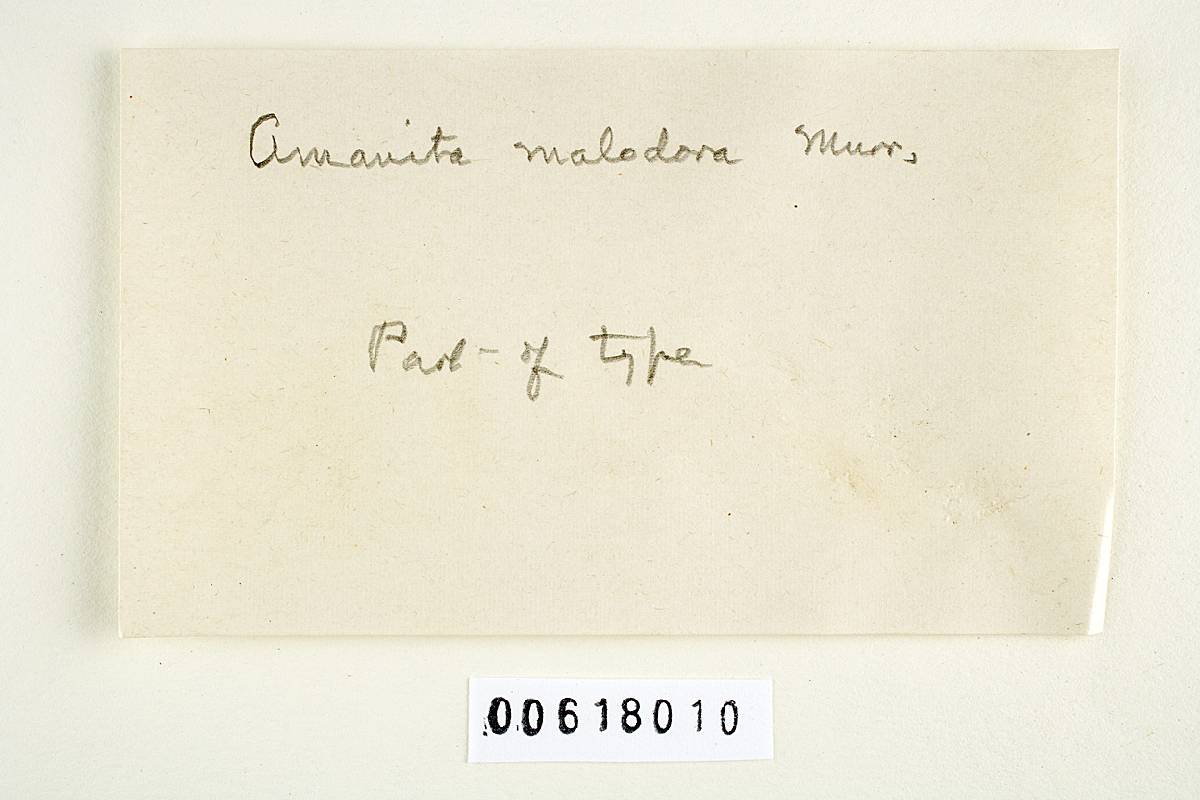 Amanita malodora Murr.
Part of type
00618010